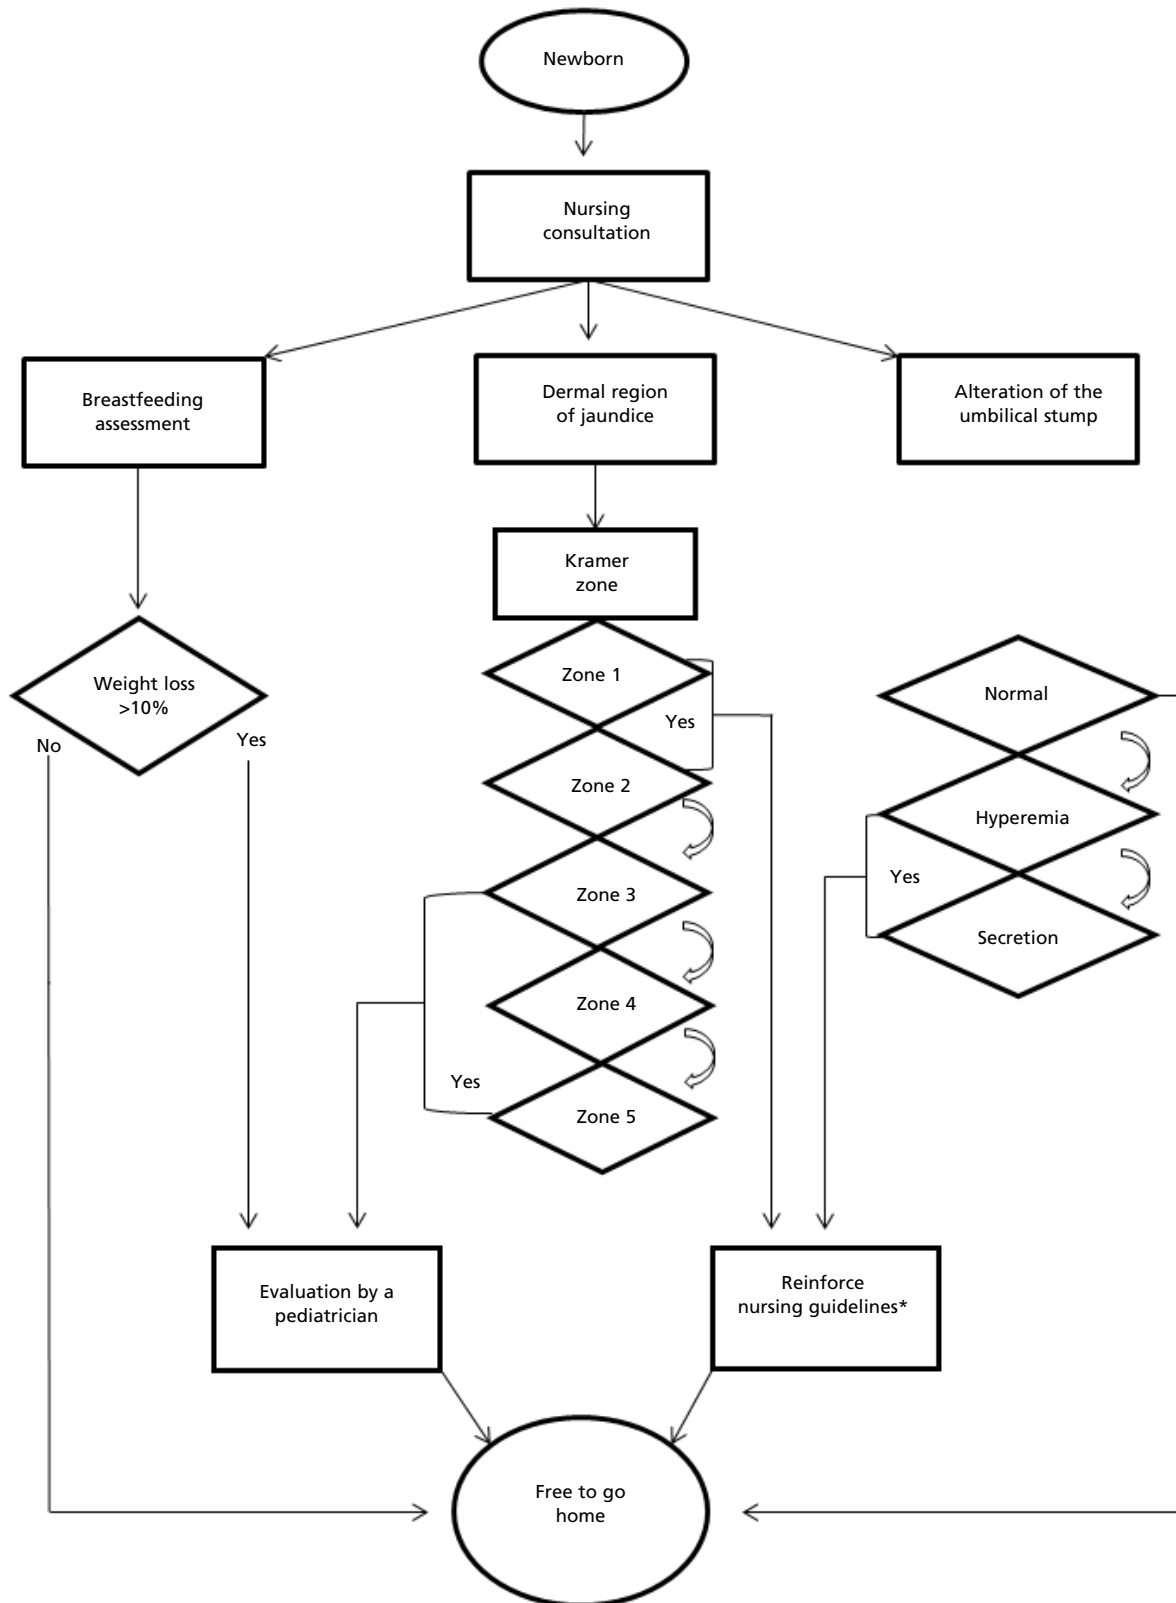 Newborn
Nursing
consultation
Breastfeeding
assessment
Dermal region
of jaundice
Alteration of the
umbilical stump
Kramer
zone
Weight loss
>10%
No
Yes
Zone 1
Yes
Zone 2
Zone 3
Zone 4
Yes
Zone 5
Normal
Hyperemia
Yes
Secretion
Evaluation by a
pediatrician
Reinforce
nursing guidelines*
Free to go
home